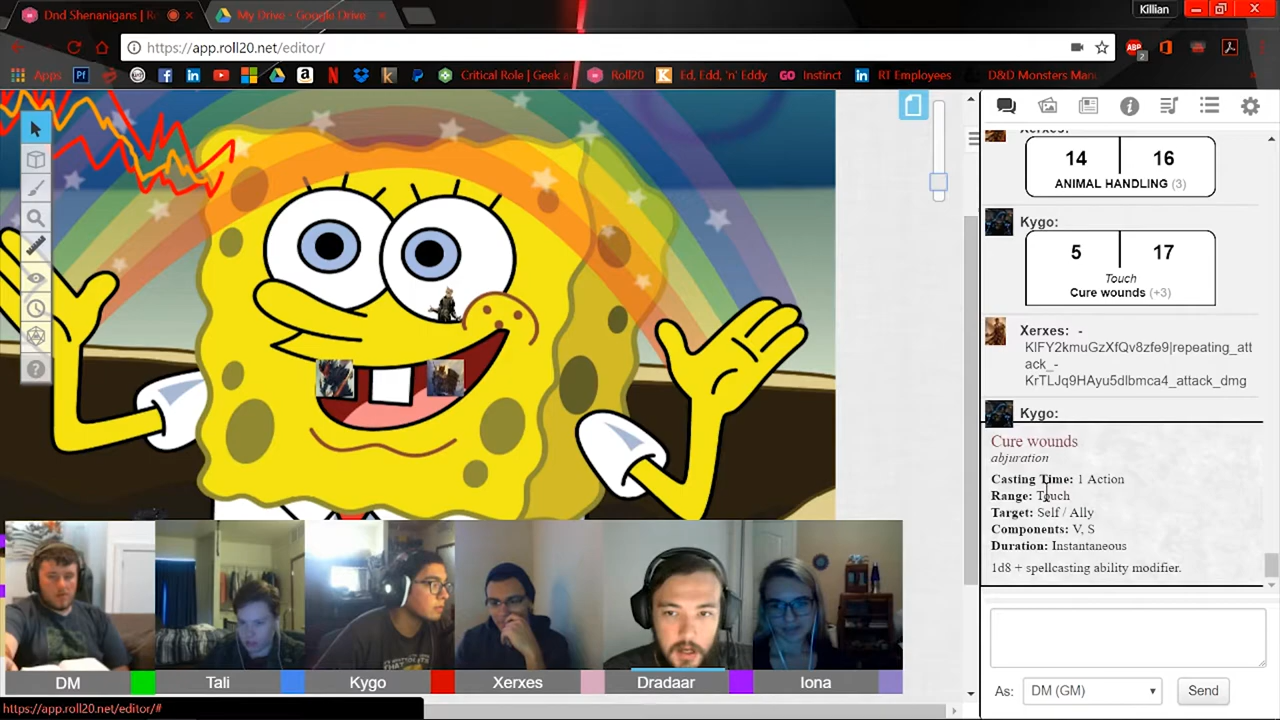 Dnd Shenanigans | R
My Drive - Google Drive
Killian
https://app.roll20.net/editor/
Apps
Critical Role | Geek a
Roll20
Ed, Edd, 'n' Eddy
GO Instinct
RT Employees
D&D Monsters Man
Xerxes:
14 16
ANIMAL HANDLING (3)
Kygo:
5 17
Touch
Cure wounds (+3)
Xerxes: -
KlFY2kmuGzXfQv8zfe9|repeating_att
ack_-
KrTLJq9HAyu5dlbmca4_attack_dmg
Kygo:
Cure wounds
abjuration
Casting Time: 1 Action
Range: Touch
Target: Self / Ally
Components: V, S
Duration: Instantaneous
1d8 + spellcasting ability modifier.
DM
Tali
Kygo
Xerxes
Dradaar
Iona
As: DM (GM) Send
https://app.roll20.net/editor/#